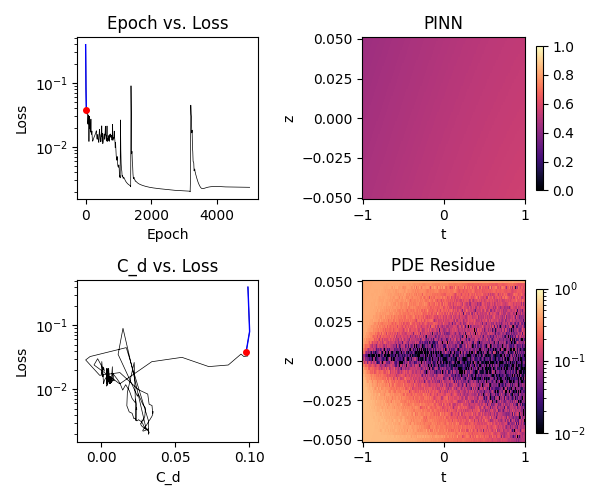 Epoch vs. Loss
PINN
Loss
10⁻¹
10⁻²
0 2000 4000
Epoch
z
0.050
0.025
0.000
−0.025
−0.050
−1 0 1
t
1.0
0.8
0.6
0.4
0.2
0.0
C_d vs. Loss
PDE Residue
Loss
10⁻¹
10⁻²
0.00 0.05 0.10
C_d
z
0.050
0.025
0.000
−0.025
−0.050
−1 0 1
t
10⁰
10⁻¹
10⁻²